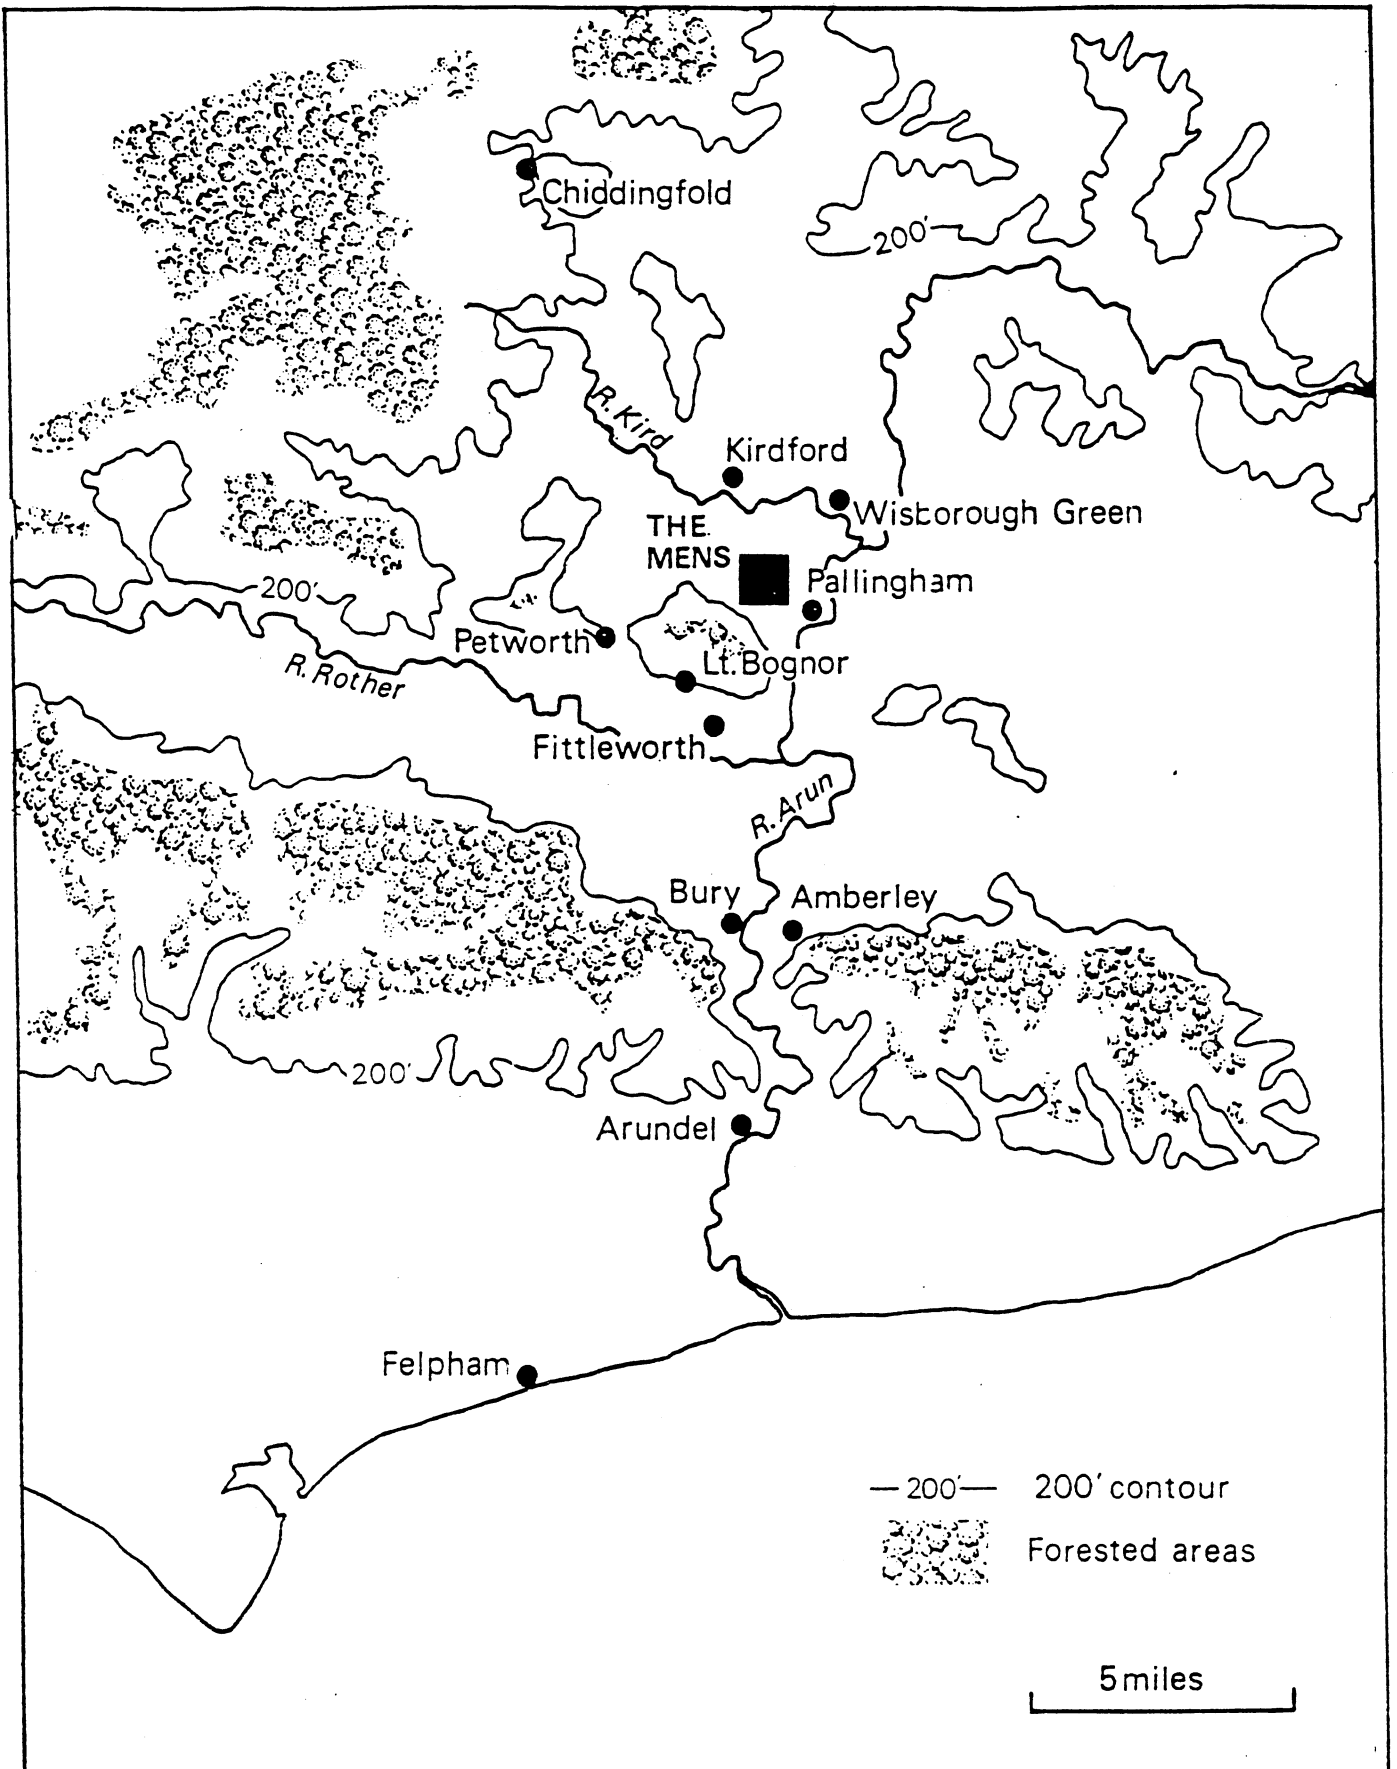 Chiddingfold
200'
R. Kird
Kirdford
Wisborough Green
THE
MENS
Pallingham
200'
Petworth
Lt. Bognor
R. Rother
Fittleworth
R. Arun
Bury
Amberley
200'
Arundel
Felpham
200' 200' contour
Forested areas
5 miles